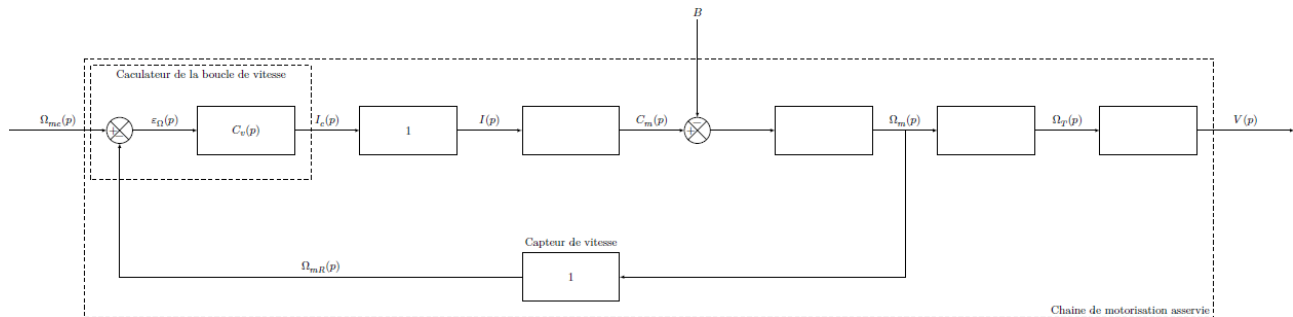 B
Caculateur de la boucle de vitesse
Ω_mc(p)
+
−
ε_Ω(p)
C_v(p)
I_c(p)
1
I(p)
C_m(p)
+
−
Ω_m(p)
Ω_T(p)
V(p)
Capteur de vitesse
Ω_mR(p)
1
Chaine de motorisation asservie